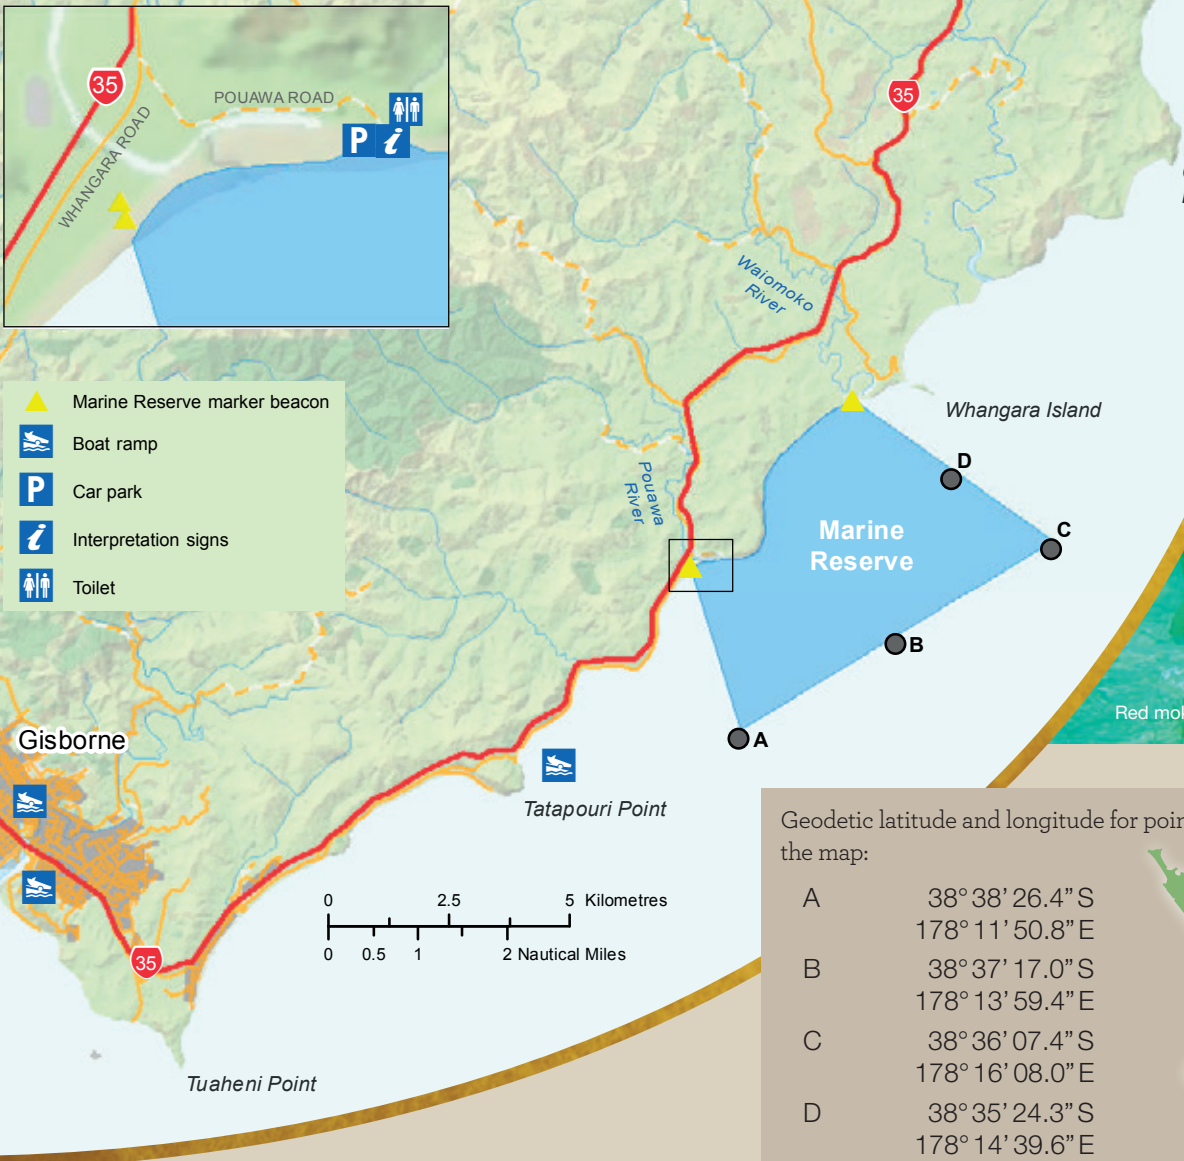 35
POUAWA ROAD
WHANGARA ROAD
P i
35
Waiomoko
River
Marine Reserve marker beacon
Boat ramp
P Car park
i Interpretation signs
Toilet
Whangara Island
D
C
Pouawa
River
Marine
Reserve
B
A
Gisborne
Tatapouri Point
0 2.5 5 Kilometres
0 0.5 1 2 Nautical Miles
35
Tuaheni Point
Red mok
Geodetic latitude and longitude for poin
the map:
A 38° 38’ 26.4” S
178° 11’ 50.8” E
B 38° 37’ 17.0” S
178° 13’ 59.4” E
C 38° 36’ 07.4” S
178° 16’ 08.0” E
D 38° 35’ 24.3” S
178° 14’ 39.6” E